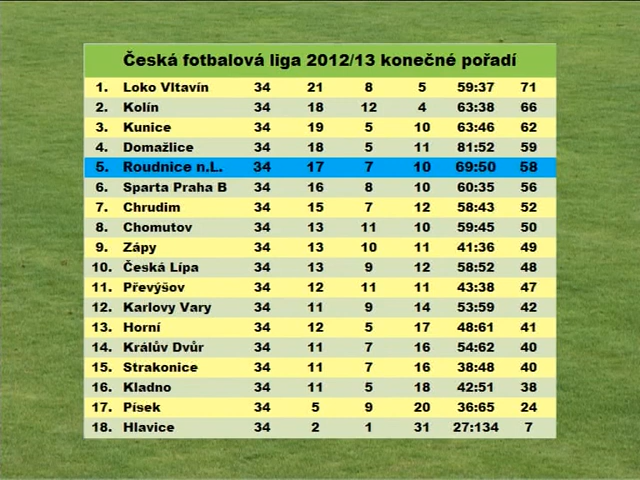 Česká fotbalová liga 2012/13 konečné pořadí
1. Loko Vltavín 34 21 8 5 59:37 71
2. Kolín 34 18 12 4 63:38 66
3. Kunice 34 19 5 10 63:46 62
4. Domažlice 34 18 5 11 81:52 59
5. Roudnice n.L. 34 17 7 10 69:50 58
6. Sparta Praha B 34 16 8 10 60:35 56
7. Chrudim 34 15 7 12 58:43 52
8. Chomutov 34 13 11 10 59:45 50
9. Zápy 34 13 10 11 41:36 49
10. Česká Lípa 34 13 9 12 58:52 48
11. Převýšov 34 12 11 11 43:38 47
12. Karlovy Vary 34 11 9 14 53:59 42
13. Horní 34 12 5 17 48:61 41
14. Králův Dvůr 34 11 7 16 54:62 40
15. Strakonice 34 11 7 16 38:48 40
16. Kladno 34 11 5 18 42:51 38
17. Písek 34 5 9 20 36:65 24
18. Hlavice 34 2 1 31 27:134 7